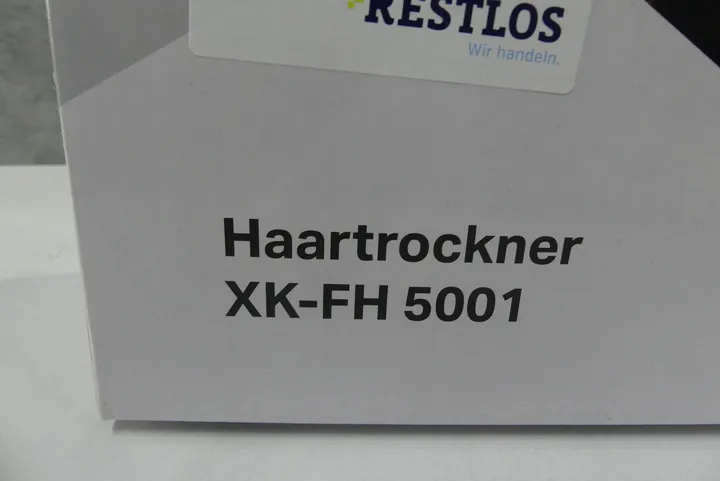 RESTLOS
Wir handeln.
Haartrockner
XK-FH 5001